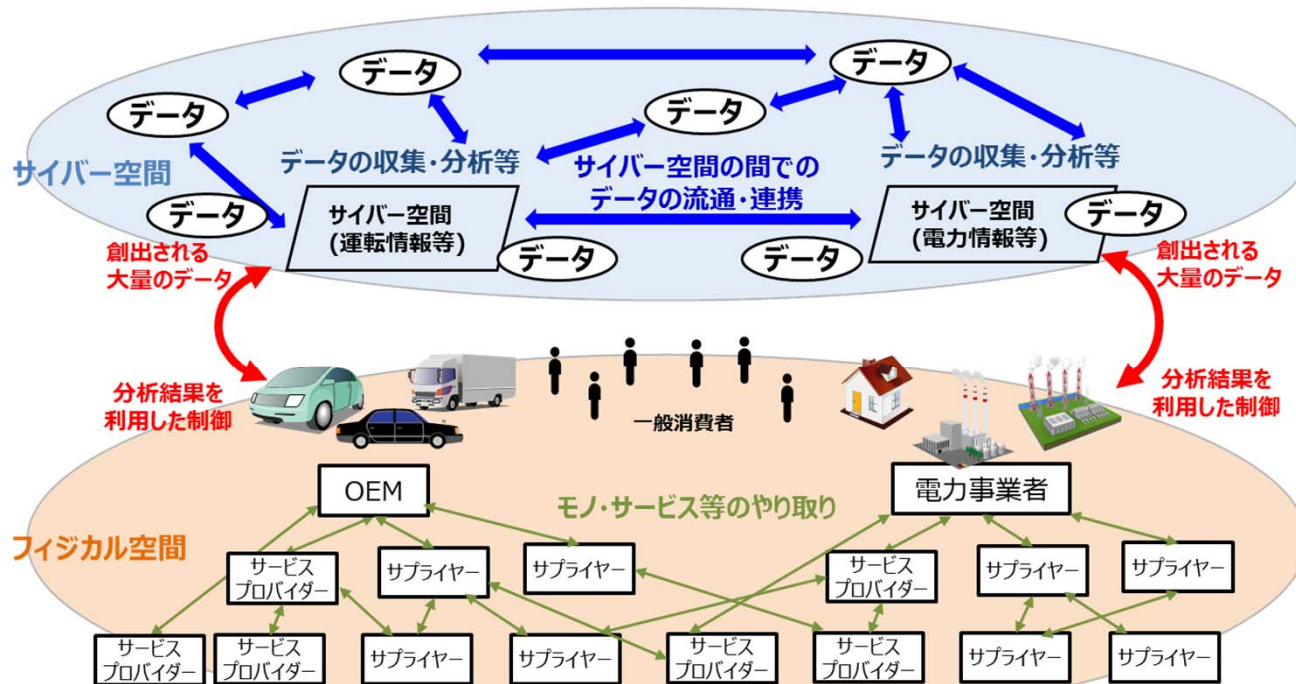 データ
データ
データ
データ
サイバー空間
データの収集・分析等
サイバー空間の間での
データの流通・連携
データの収集・分析等
データ
サイバー空間
(運転情報等)
データ
データ
サイバー空間
(電力情報等)
データ
創出される
大量のデータ
創出される
大量のデータ
分析結果を
利用した制御
一般消費者
分析結果を
利用した制御
OEM
モノ・サービス等のやり取り
電力事業者
フィジカル空間
サービス
プロバイダー
サプライヤー
サプライヤー
サービス
プロバイダー
サプライヤー
サプライヤー
サービス
プロバイダー
サービス
プロバイダー
サプライヤー
サプライヤー
サービス
プロバイダー
サービス
プロバイダー
サプライヤー
サプライヤー